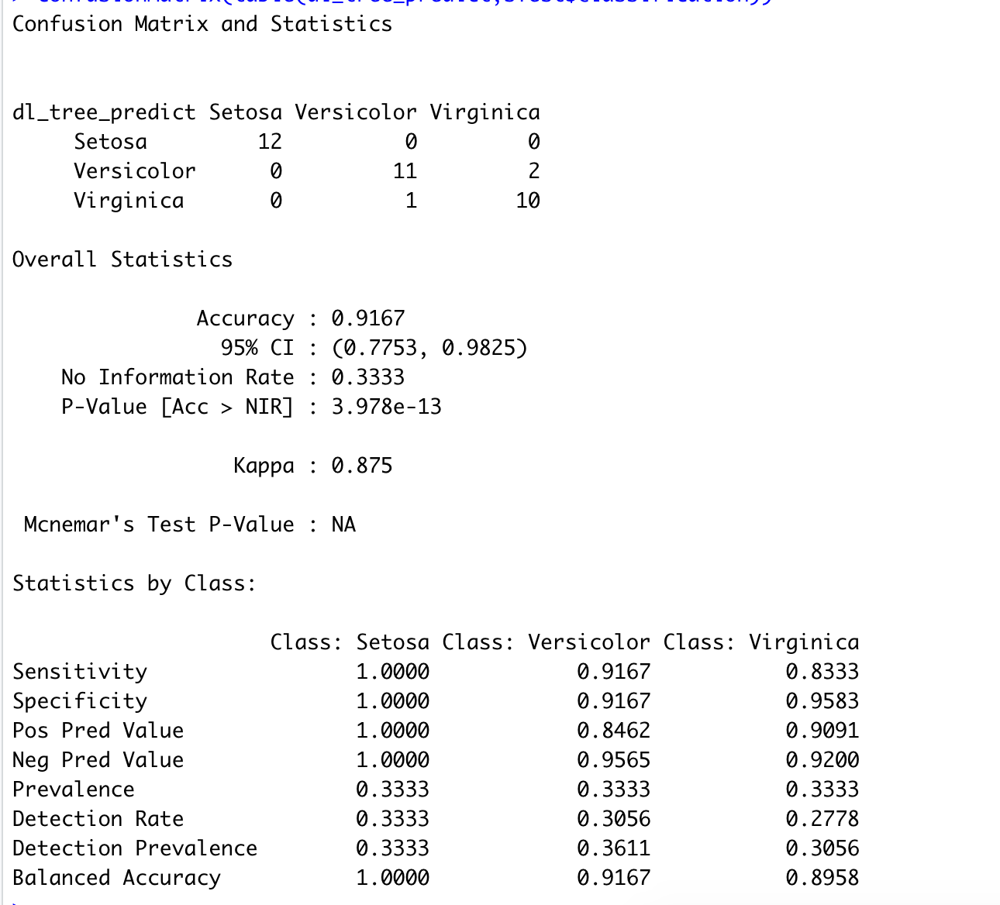 Confusion Matrix and Statistics
dl_tree_predict Setosa Versicolor Virginica
Setosa 12 0 0
Versicolor 0 11 2
Virginica 0 1 10
Overall Statistics
Accuracy : 0.9167
95% CI : (0.7753, 0.9825)
No Information Rate : 0.3333
P-Value [Acc > NIR] : 3.978e-13
Kappa : 0.875
Mcnemar's Test P-Value : NA
Statistics by Class:
Class: Setosa Class: Versicolor Class: Virginica
Sensitivity 1.0000 0.9167 0.8333
Specificity 1.0000 0.9167 0.9583
Pos Pred Value 1.0000 0.8462 0.9091
Neg Pred Value 1.0000 0.9565 0.9200
Prevalence 0.3333 0.3333 0.3333
Detection Rate 0.3333 0.3056 0.2778
Detection Prevalence 0.3333 0.3611 0.3056
Balanced Accuracy 1.0000 0.9167 0.8958